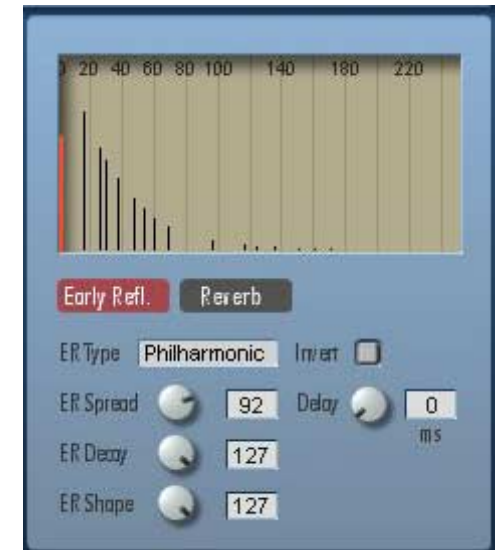 0 20 40 60 80 100 140 180 220
Early Refl. Reverb
ER Type Philharmonic Invert
ER Spread 92 Delay 0
ms
ER Decay 127
ER Shape 127